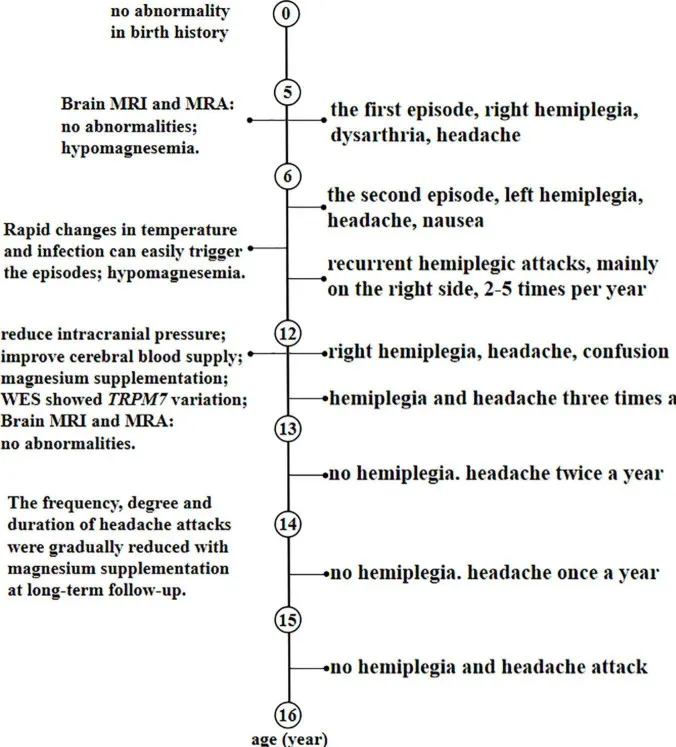 no abnormality
in birth history
0
5
Brain MRI and MRA:
no abnormalities;
hypomagnesemia.
the first episode, right hemiplegia,
dysarthria, headache
6
the second episode, left hemiplegia,
headache, nausea
Rapid changes in temperature
and infection can easily trigger
the episodes; hypomagnesemia.
recurrent hemiplegic attacks, mainly
on the right side, 2-5 times per year
12
reduce intracranial pressure;
improve cerebral blood supply;
magnesium supplementation;
WES showed TRPM7 variation;
Brain MRI and MRA:
no abnormalities.
right hemiplegia, headache, confusion
hemiplegia and headache three times a
13
no hemiplegia. headache twice a year
The frequency, degree and
duration of headache attacks
were gradually reduced with
magnesium supplementation
at long-term follow-up.
14
no hemiplegia. headache once a year
15
no hemiplegia and headache attack
16
age (year)